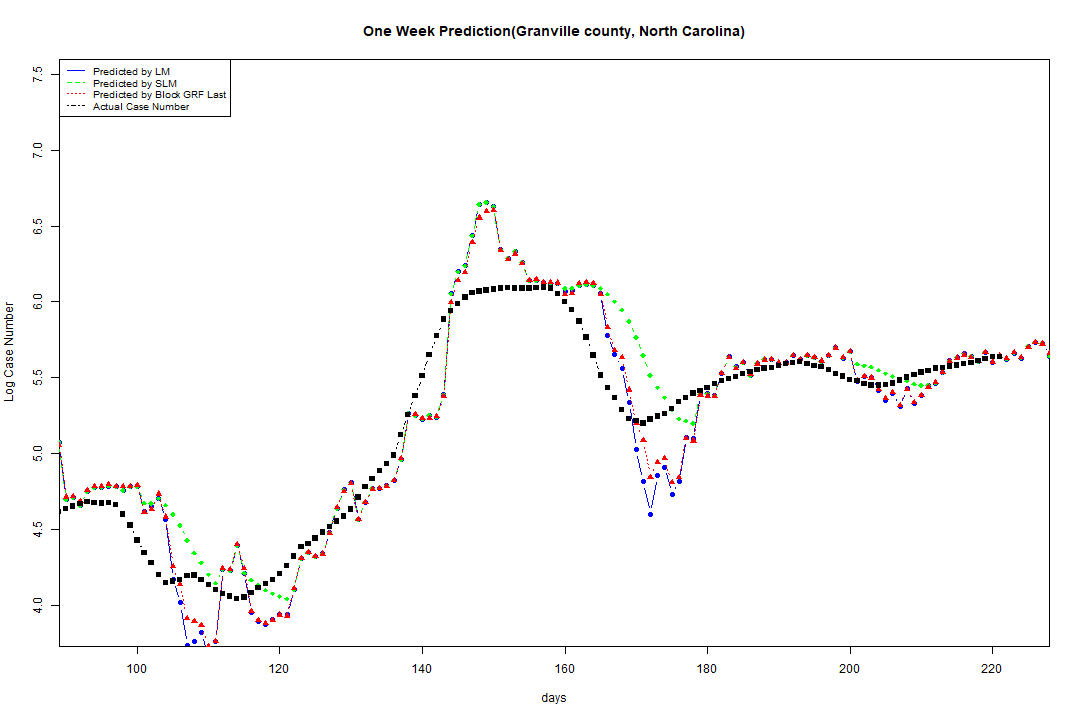 One Week Prediction(Granville county, North Carolina)
Predicted by LM
Predicted by SLM
Predicted by Block GRF Last
Actual Case Number
Log Case Number
7.5
7.0
6.5
6.0
5.5
5.0
4.5
4.0
100 120 140 160 180 200 220
days